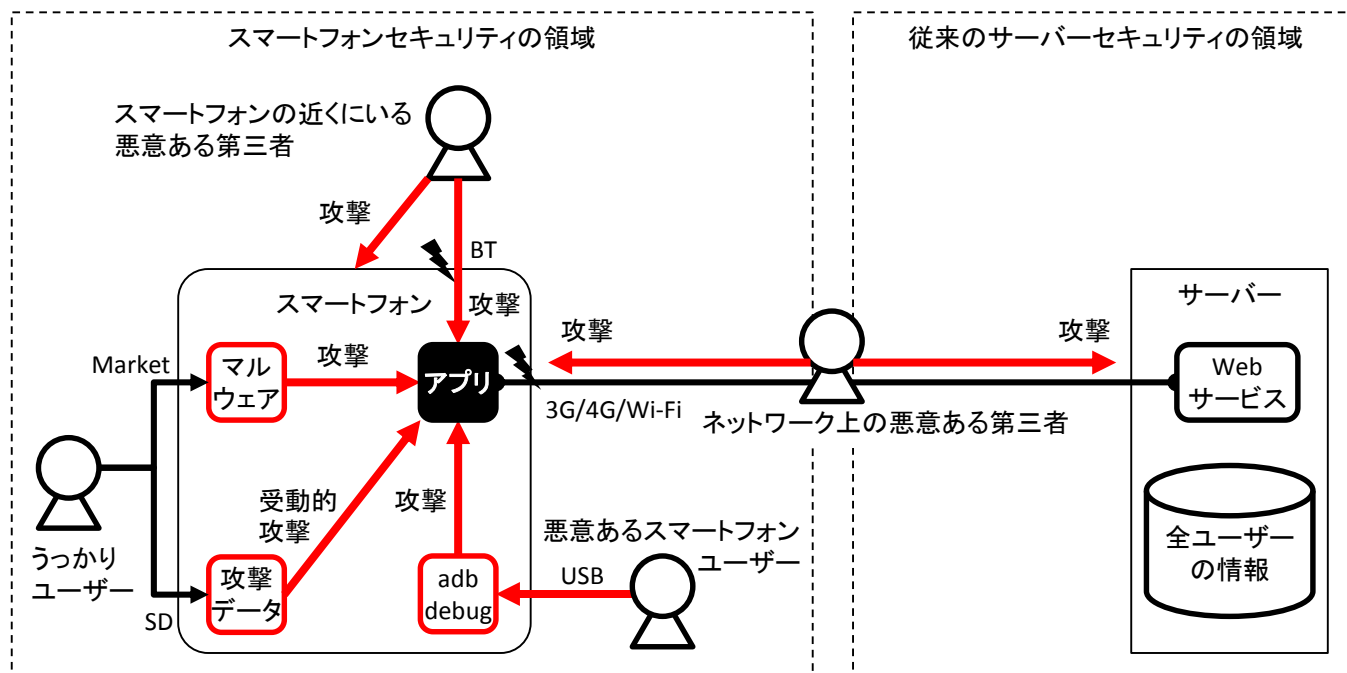 スマートフォンセキュリティの領域
従来のサーバーセキュリティの領域
スマートフォンの近くにいる
悪意ある第三者
攻撃
BT
スマートフォン
攻撃
サーバー
Market
マル
ウェア
攻撃
アプリ
攻撃
攻撃
3G/4G/Wi-Fi
ネットワーク上の悪意ある第三者
Web
サービス
うっかり
ユーザー
SD
受動的
攻撃
攻撃
データ
攻撃
adb
debug
USB
悪意あるスマートフォン
ユーザー
全ユーザー
の情報